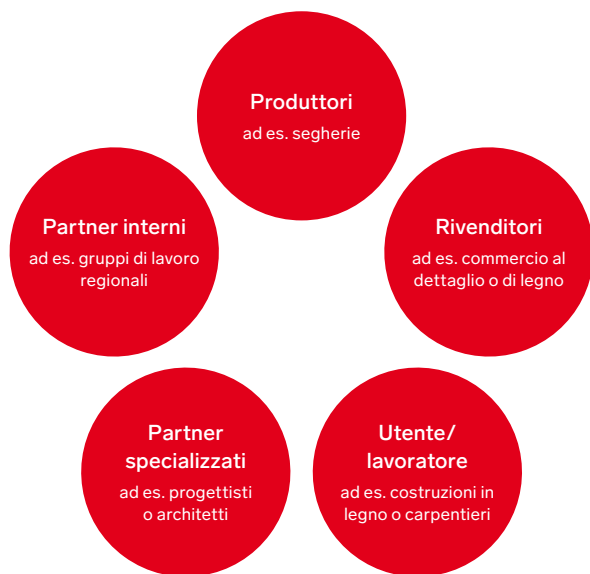 Produttori
ad es. segherie
Partner interni
ad es. gruppi di lavoro
regionali
Rivenditori
ad es. commercio al
dettaglio o di legno
Partner
specializzati
ad es. progettisti
o architetti
Utente/
lavoratore
ad es. costruzioni in
legno o carpentieri